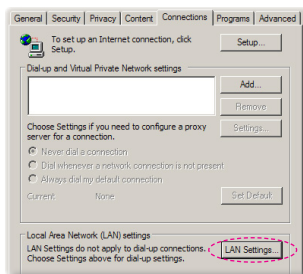 General Security Privacy Content Connections Programs Advanced
To set up an Internet connection, click Setup.
Setup...
Dial-up and Virtual Private Network settings
Add...
Remove
Choose Settings if you need to configure a proxy server for a connection.
Settings...
Never dial a connection
Dial whenever a network connection is not present
Always dial my default connection
Current None
Set Default
Local Area Network (LAN) settings
LAN Settings do not apply to dial-up connections.
Choose Settings above for dial-up settings.
LAN Settings...